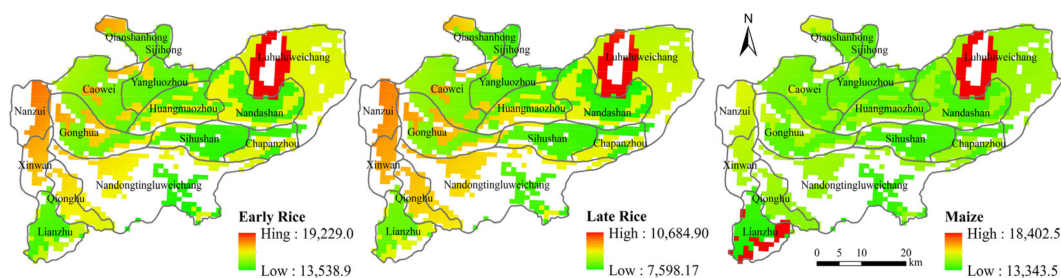 Qianshanhong
Sijihong
Luhuluweichang
Yangluozhou
Caowei
Nanzui
Huangmaozhou
Nandashan
Gonghua
Sihushan
Chapanzhou
Xinwan
Nandongtingluweichang
Qionghu
Lianzhu
Early Rice
Hing : 19,229.0
Low : 13,538.9
Qianshanhong
Sijihong
Luhuluweichang
Yangluozhou
Caowei
Nanzui
Huangmaozhou
Nandashan
Gonghua
Sihushan
Chapanzhou
Xinwan
Nandongtingluweichang
Qionghu
Lianzhu
Late Rice
High : 10,684.90
Low : 7,598.17
N
Qianshanhong
Sijihong
Luhuluweichang
Yangluozhou
Caowei
Nanzui
Huangmaozhou
Nandashan
Gonghua
Sihushan
Chapanzhou
Xinwan
Nandongtingluweichang
Qionghu
Lianzhu
Maize
High : 18,402.5
Low : 13,343.5
0 5 10 20
km